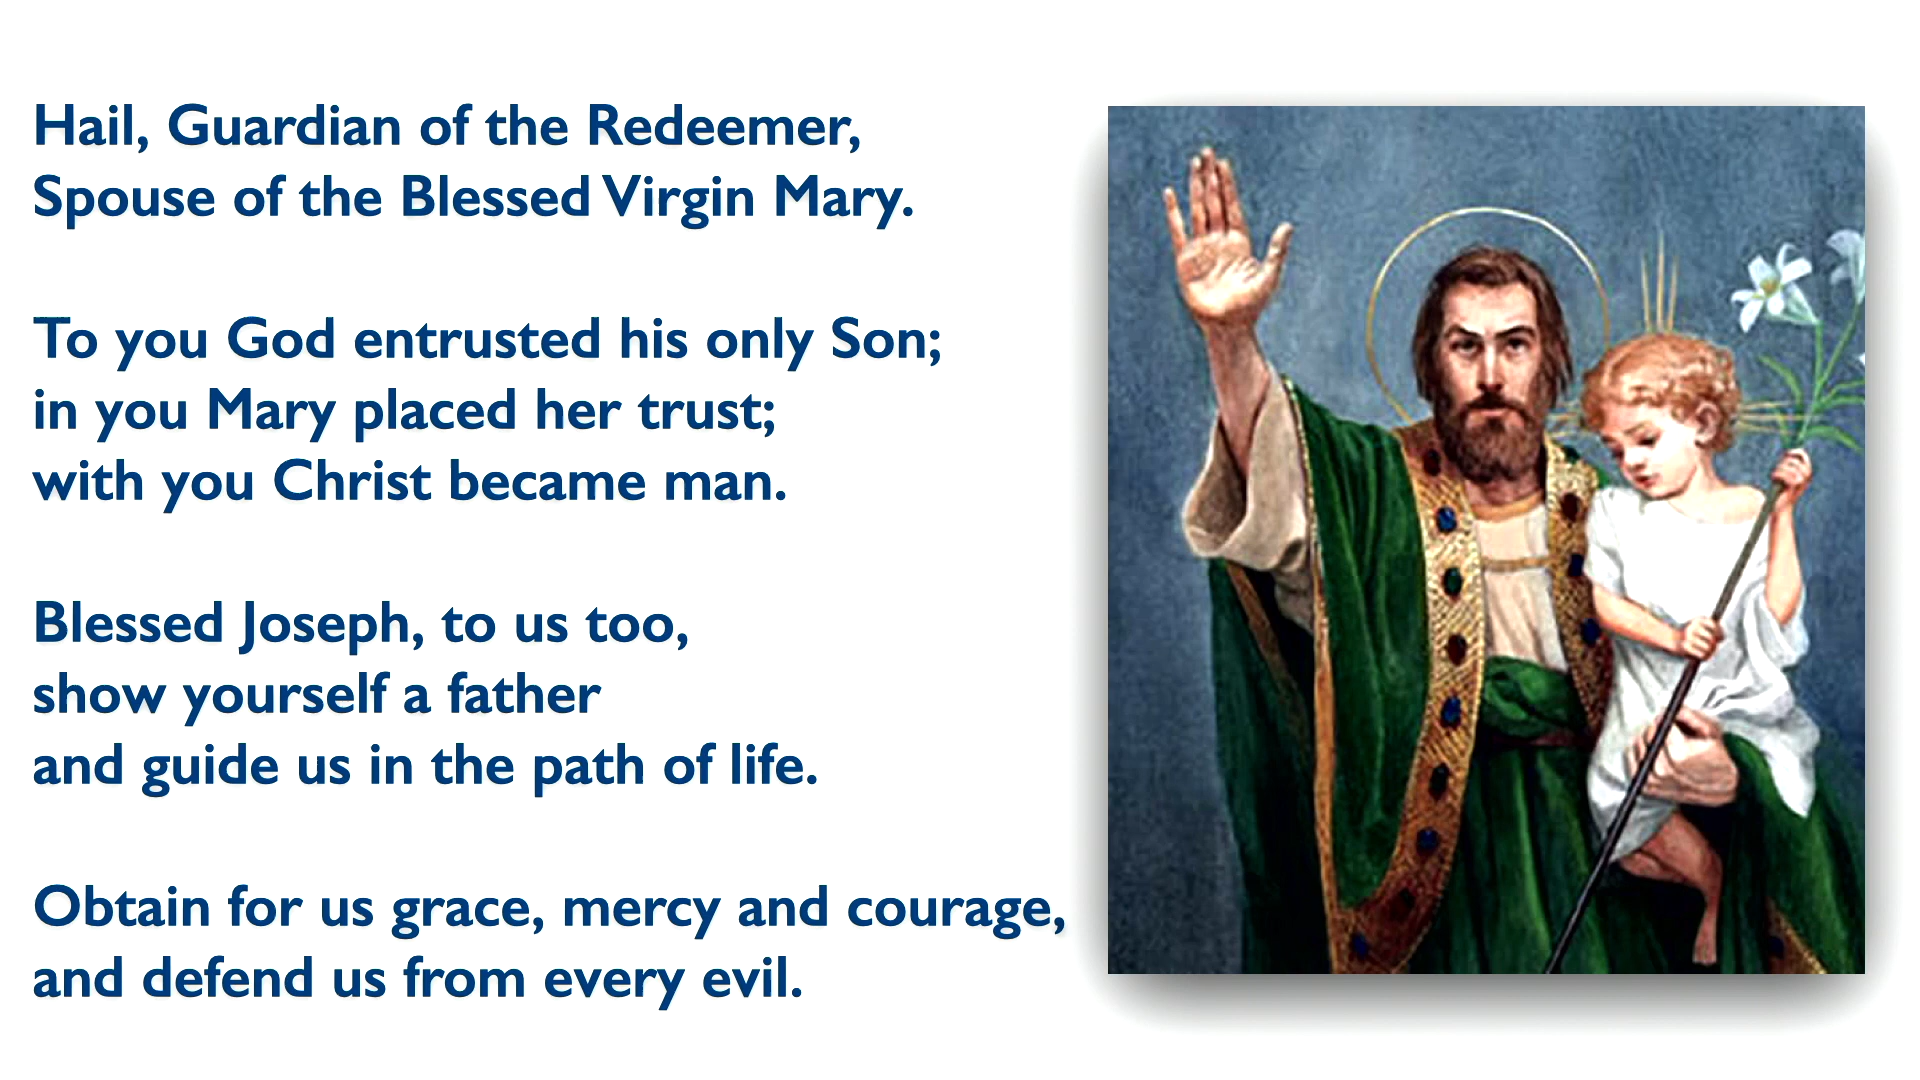 Hail, Guardian of the Redeemer,
Spouse of the Blessed Virgin Mary.
To you God entrusted his only Son;
in you Mary placed her trust;
with you Christ became man.
Blessed Joseph, to us too,
show yourself a father
and guide us in the path of life.
Obtain for us grace, mercy and courage,
and defend us from every evil.